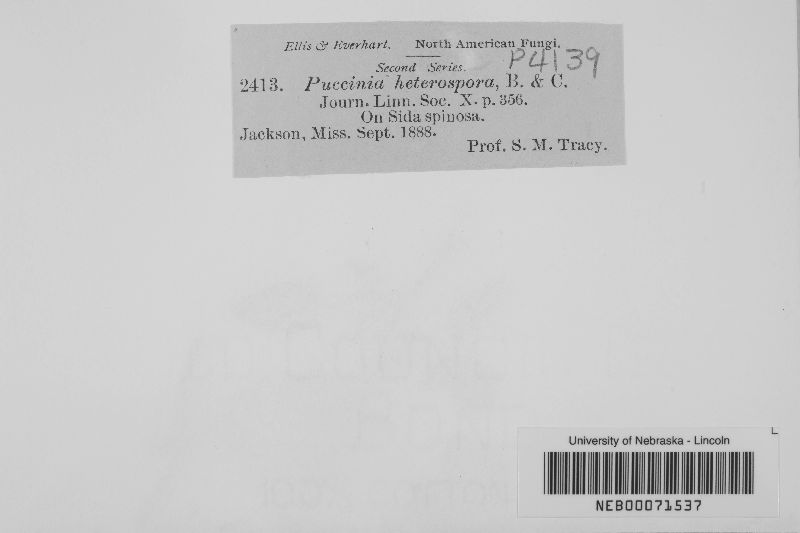 Ellis & Everhart. North American Fungi.
P4139
Second Series.
2413. Puccinia heterospora, B. & C.
Journ. Linn. Soc. X. p. 356.
On Sida spinosa.
Jackson, Miss. Sept. 1888.
Prof. S. M. Tracy.
University of Nebraska - Lincoln
NEB00071537